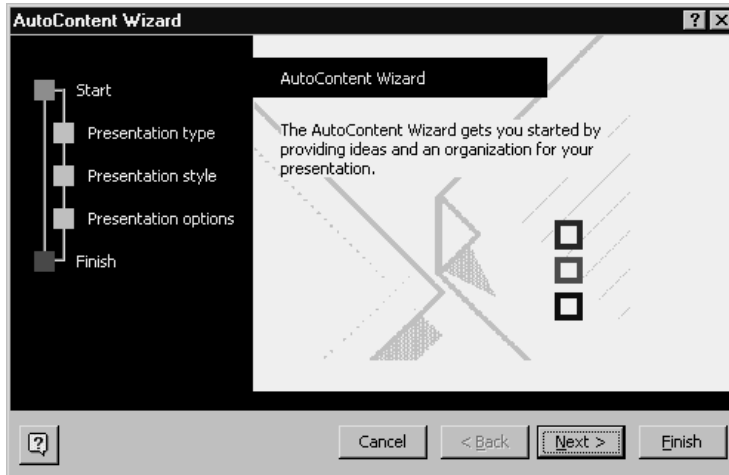 AutoContent Wizard
Start
Presentation type
Presentation style
Presentation options
Finish
AutoContent Wizard
The AutoContent Wizard gets you started by
providing ideas and an organization for your
presentation.
Cancel
< Back
Next >
Finish